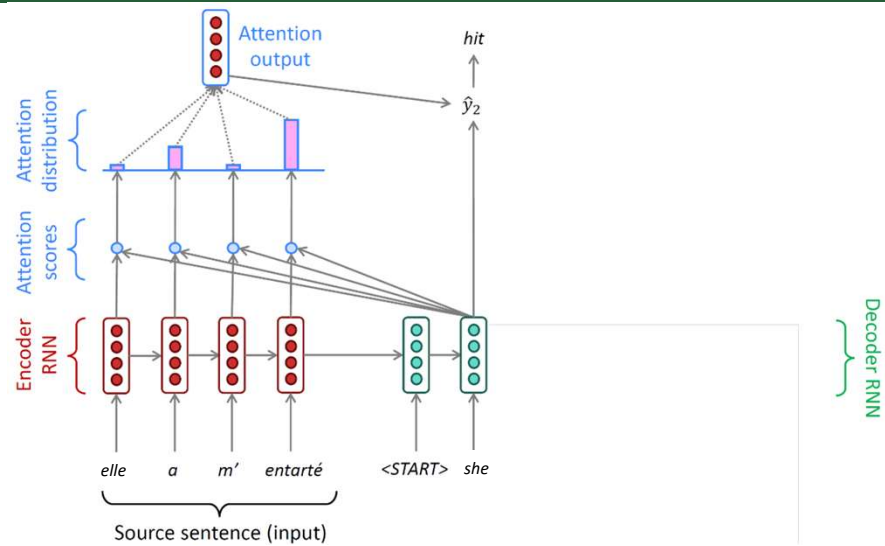 Attention
output
hit
ŷ₂
Attention
distribution
Attention
scores
Encoder
RNN
Decoder RNN
elle a m’ entarté <START> she
Source sentence (input)